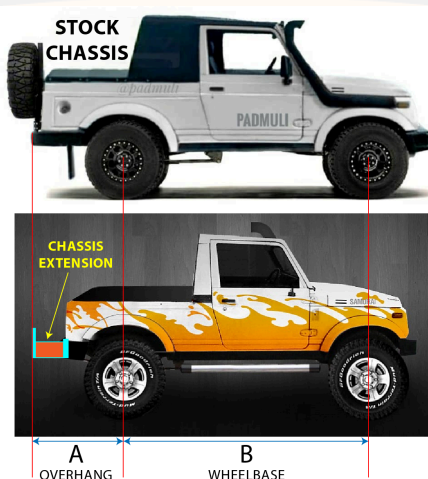 STOCK
CHASSIS
@padmuli
PADMULI
CHASSIS
EXTENSION
SAMURAI
A
B
OVERHANG
WHEELBASE